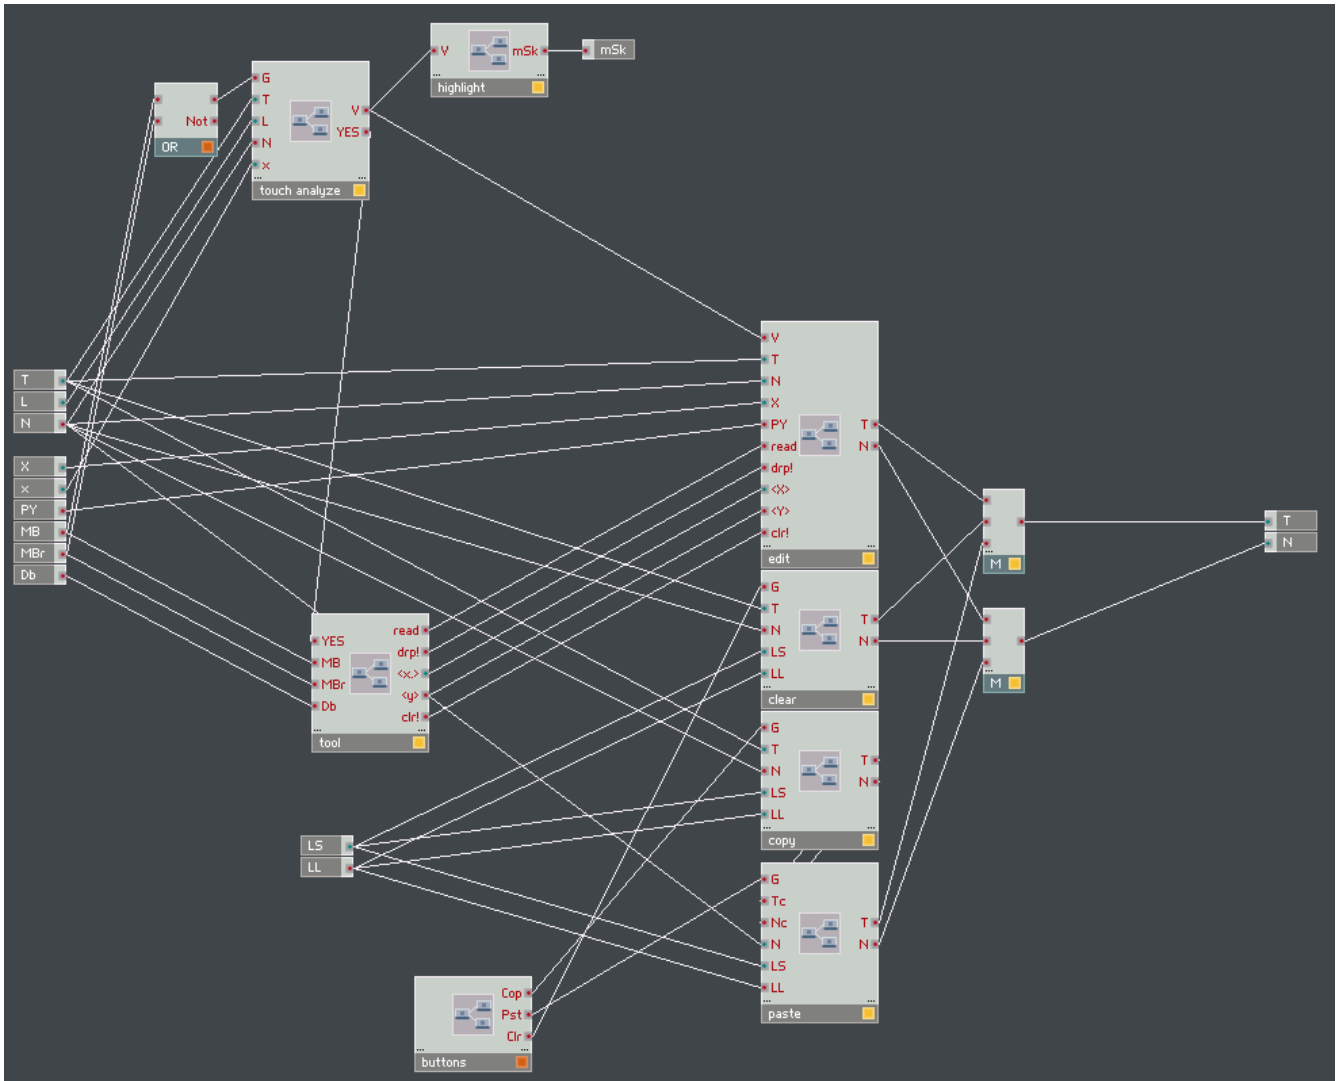 V
mSk
highlight
mSk
Not
OR
G
T
L
N
x
V
YES
touch analyze
T
L
N
X
x
PY
MB
MBr
Db
V
T
N
X
PY
read
drp!
<X>
<Y>
clr!
T
N
edit
G
T
N
LS
LL
T
N
clear
G
T
N
LS
LL
T
N
copy
G
Tc
Nc
N
LS
LL
T
N
paste
M
M
T
N
YES
MB
MBr
Db
read
drp!
<x.>
<y>
clr!
tool
LS
LL
Cop
Pst
Clr
buttons